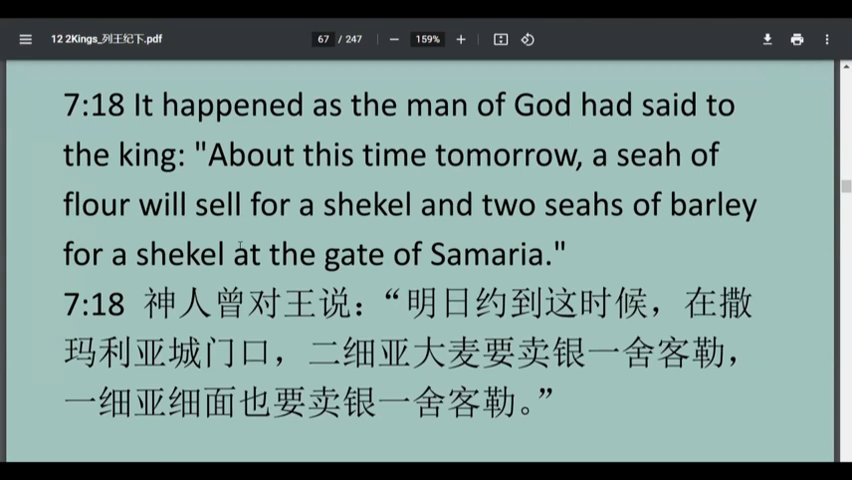 12 2Kings_列王纪下.pdf 67 / 247 159%
7:18 It happened as the man of God had said to
the king: "About this time tomorrow, a seah of
flour will sell for a shekel and two seahs of barley
for a shekel at the gate of Samaria."
7:18 神人曾对王说：“明日约到这时候，在撒
玛利亚城门口，二细亚大麦要卖银一舍客勒，
一细亚细面也要卖银一舍客勒。”